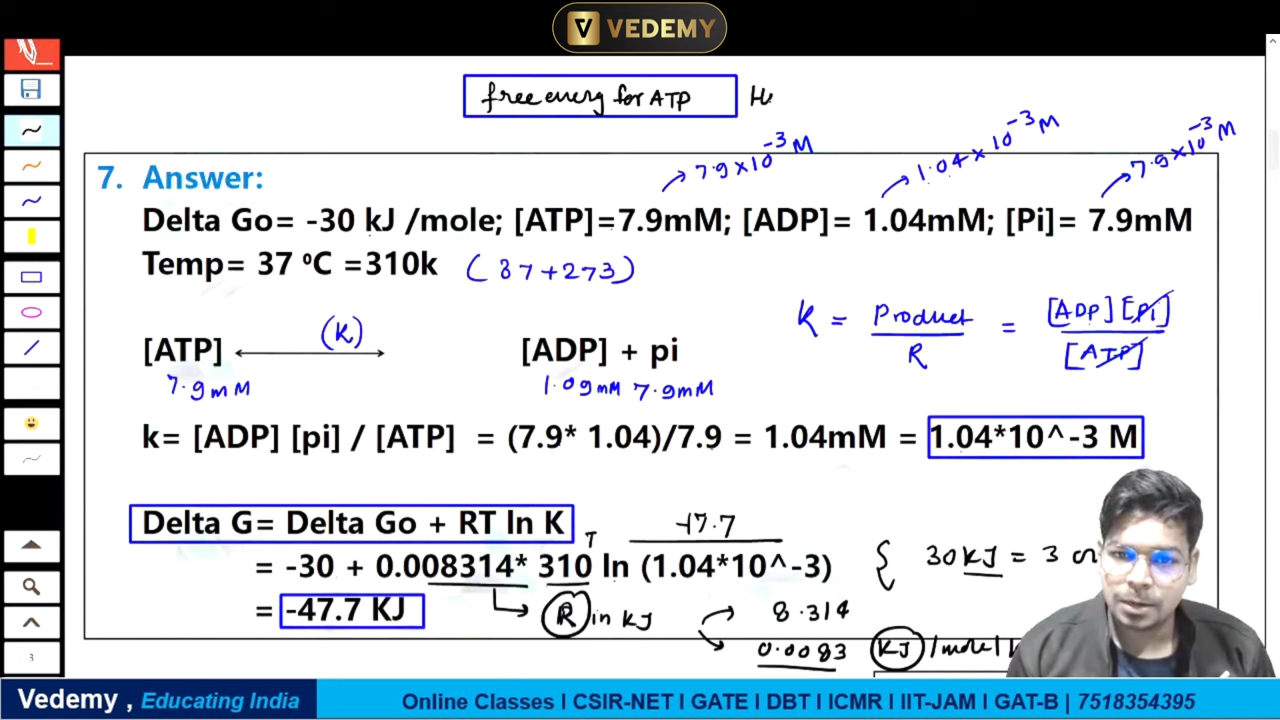 VEDEMY
free energy for ATP
7.9×10⁻³ M 1.04×10⁻³ M 7.9×10⁻³ M
7. Answer:
Delta Go= -30 kJ /mole; [ATP]=7.9mM; [ADP]= 1.04mM; [Pi]= 7.9mM
Temp= 37 ºC =310k (37+273)
K = Product / R = [ADP][Pi] / [ATP]
(K)
[ATP] ⟷ [ADP] + pi
7.9mM 1.09mM 7.9mM
k= [ADP] [pi] / [ATP] = (7.9* 1.04)/7.9 = 1.04mM = 1.04*10^-3 M
Delta G= Delta Go + RT ln K -17.7
T
= -30 + 0.008314* 310 ln (1.04*10^-3) { 30 KJ = 3
= -47.7 KJ → R in KJ 8.314
0.0083 KJ /mole/
3
Vedemy , Educating India Online Classes I CSIR-NET I GATE I DBT I ICMR I IIT-JAM I GAT-B | 7518354395